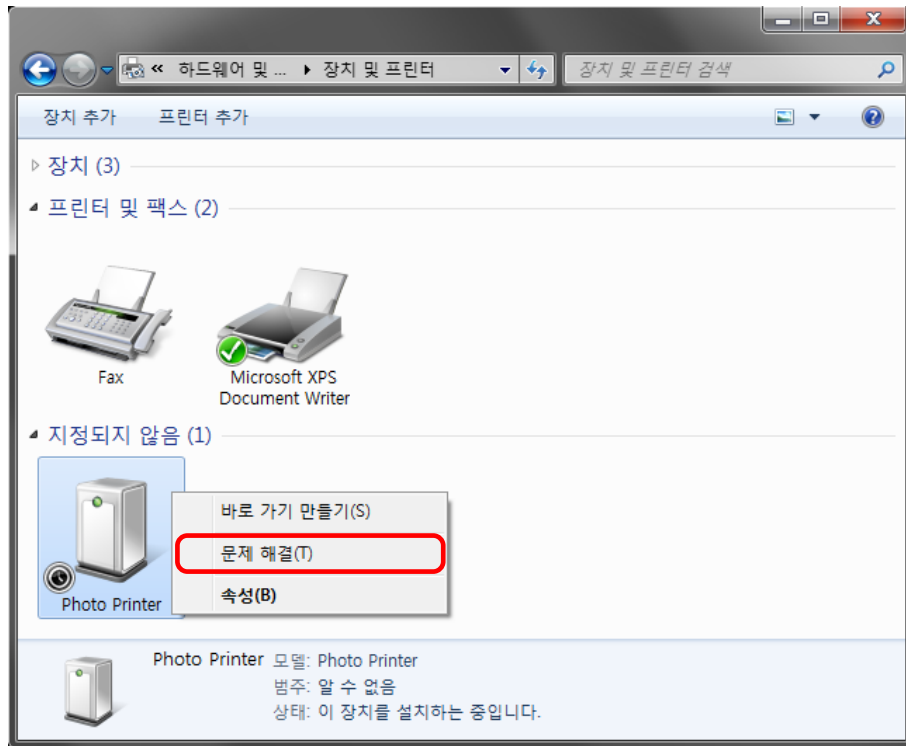 « 하드웨어 및 ... ▸ 장치 및 프린터
장치 및 프린터 검색
장치 추가 프린터 추가
장치 (3)
프린터 및 팩스 (2)
Fax
Microsoft XPS
Document Writer
지정되지 않음 (1)
바로 가기 만들기(S)
문제 해결(T)
속성(B)
Photo Printer
Photo Printer 모델: Photo Printer
범주: 알 수 없음
상태: 이 장치를 설치하는 중입니다.